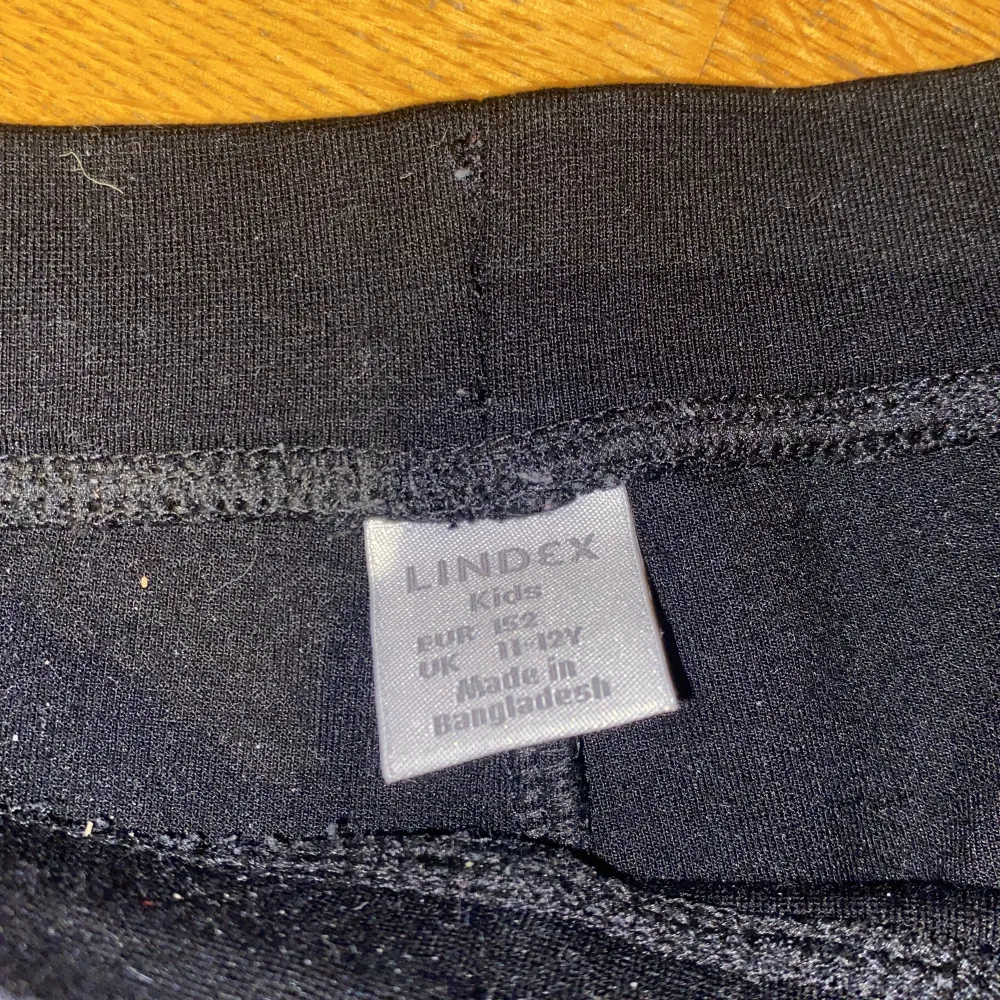 LINDEX
Kids
EUR 152
UK 11-12Y
Made in
Bangladesh